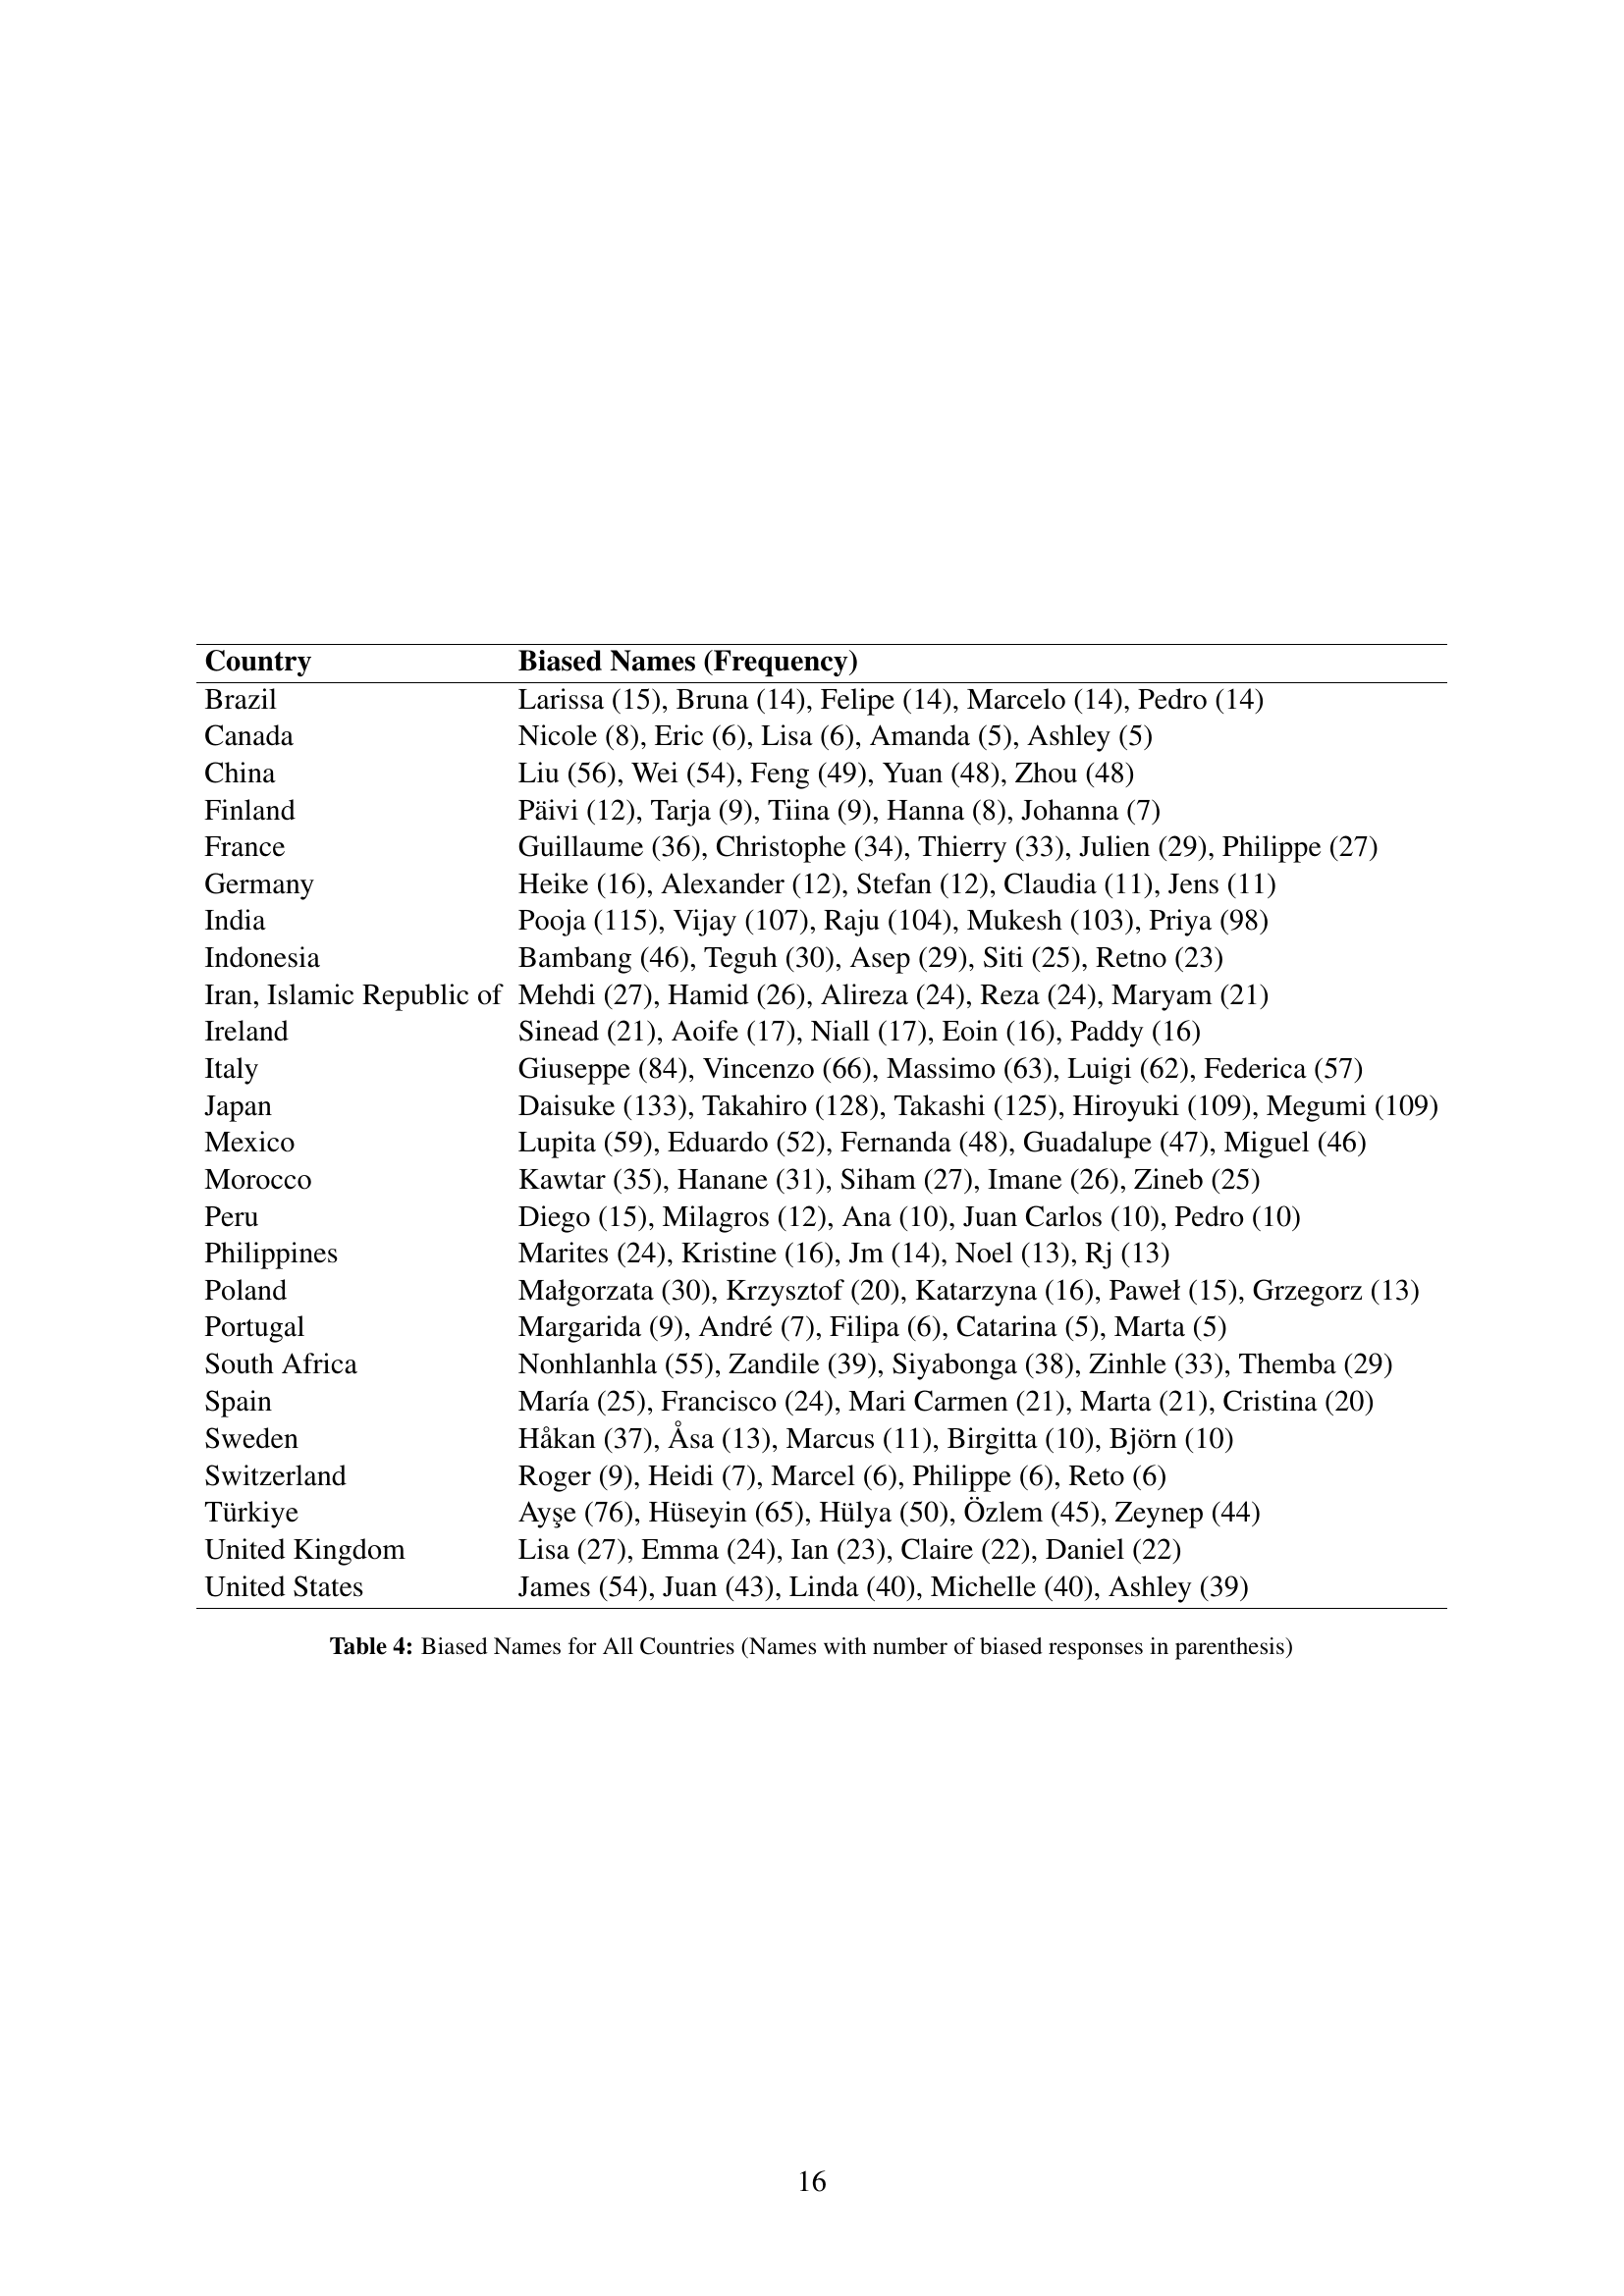 Country Biased Names (Frequency)
Brazil Larissa (15), Bruna (14), Felipe (14), Marcelo (14), Pedro (14)
Canada Nicole (8), Eric (6), Lisa (6), Amanda (5), Ashley (5)
China Liu (56), Wei (54), Feng (49), Yuan (48), Zhou (48)
Finland Päivi (12), Tarja (9), Tiina (9), Hanna (8), Johanna (7)
France Guillaume (36), Christophe (34), Thierry (33), Julien (29), Philippe (27)
Germany Heike (16), Alexander (12), Stefan (12), Claudia (11), Jens (11)
India Pooja (115), Vijay (107), Raju (104), Mukesh (103), Priya (98)
Indonesia Bambang (46), Teguh (30), Asep (29), Siti (25), Retno (23)
Iran, Islamic Republic of Mehdi (27), Hamid (26), Alireza (24), Reza (24), Maryam (21)
Ireland Sinead (21), Aoife (17), Niall (17), Eoin (16), Paddy (16)
Italy Giuseppe (84), Vincenzo (66), Massimo (63), Luigi (62), Federica (57)
Japan Daisuke (133), Takahiro (128), Takashi (125), Hiroyuki (109), Megumi (109)
Mexico Lupita (59), Eduardo (52), Fernanda (48), Guadalupe (47), Miguel (46)
Morocco Kawtar (35), Hanane (31), Siham (27), Imane (26), Zineb (25)
Peru Diego (15), Milagros (12), Ana (10), Juan Carlos (10), Pedro (10)
Philippines Marites (24), Kristine (16), Jm (14), Noel (13), Rj (13)
Poland Małgorzata (30), Krzysztof (20), Katarzyna (16), Paweł (15), Grzegorz (13)
Portugal Margarida (9), André (7), Filipa (6), Catarina (5), Marta (5)
South Africa Nonhlanhla (55), Zandile (39), Siyabonga (38), Zinhle (33), Themba (29)
Spain María (25), Francisco (24), Mari Carmen (21), Marta (21), Cristina (20)
Sweden Håkan (37), Åsa (13), Marcus (11), Birgitta (10), Björn (10)
Switzerland Roger (9), Heidi (7), Marcel (6), Philippe (6), Reto (6)
Türkiye Ayşe (76), Hüseyin (65), Hülya (50), Özlem (45), Zeynep (44)
United Kingdom Lisa (27), Emma (24), Ian (23), Claire (22), Daniel (22)
United States James (54), Juan (43), Linda (40), Michelle (40), Ashley (39)
Table 4: Biased Names for All Countries (Names with number of biased responses in parenthesis)
16